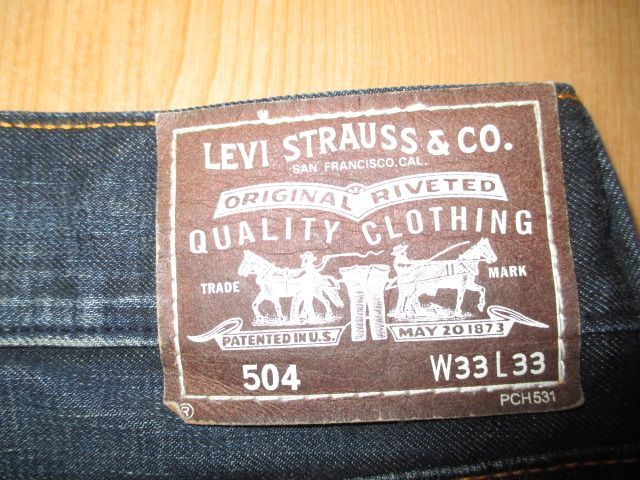 LEVI STRAUSS & CO.
SAN FRANCISCO, CAL.
ORIGINAL RIVETED
QUALITY CLOTHING
TRADE MARK
PATENTED IN U.S. MAY 20 1873
504 W33 L33
® PCH531